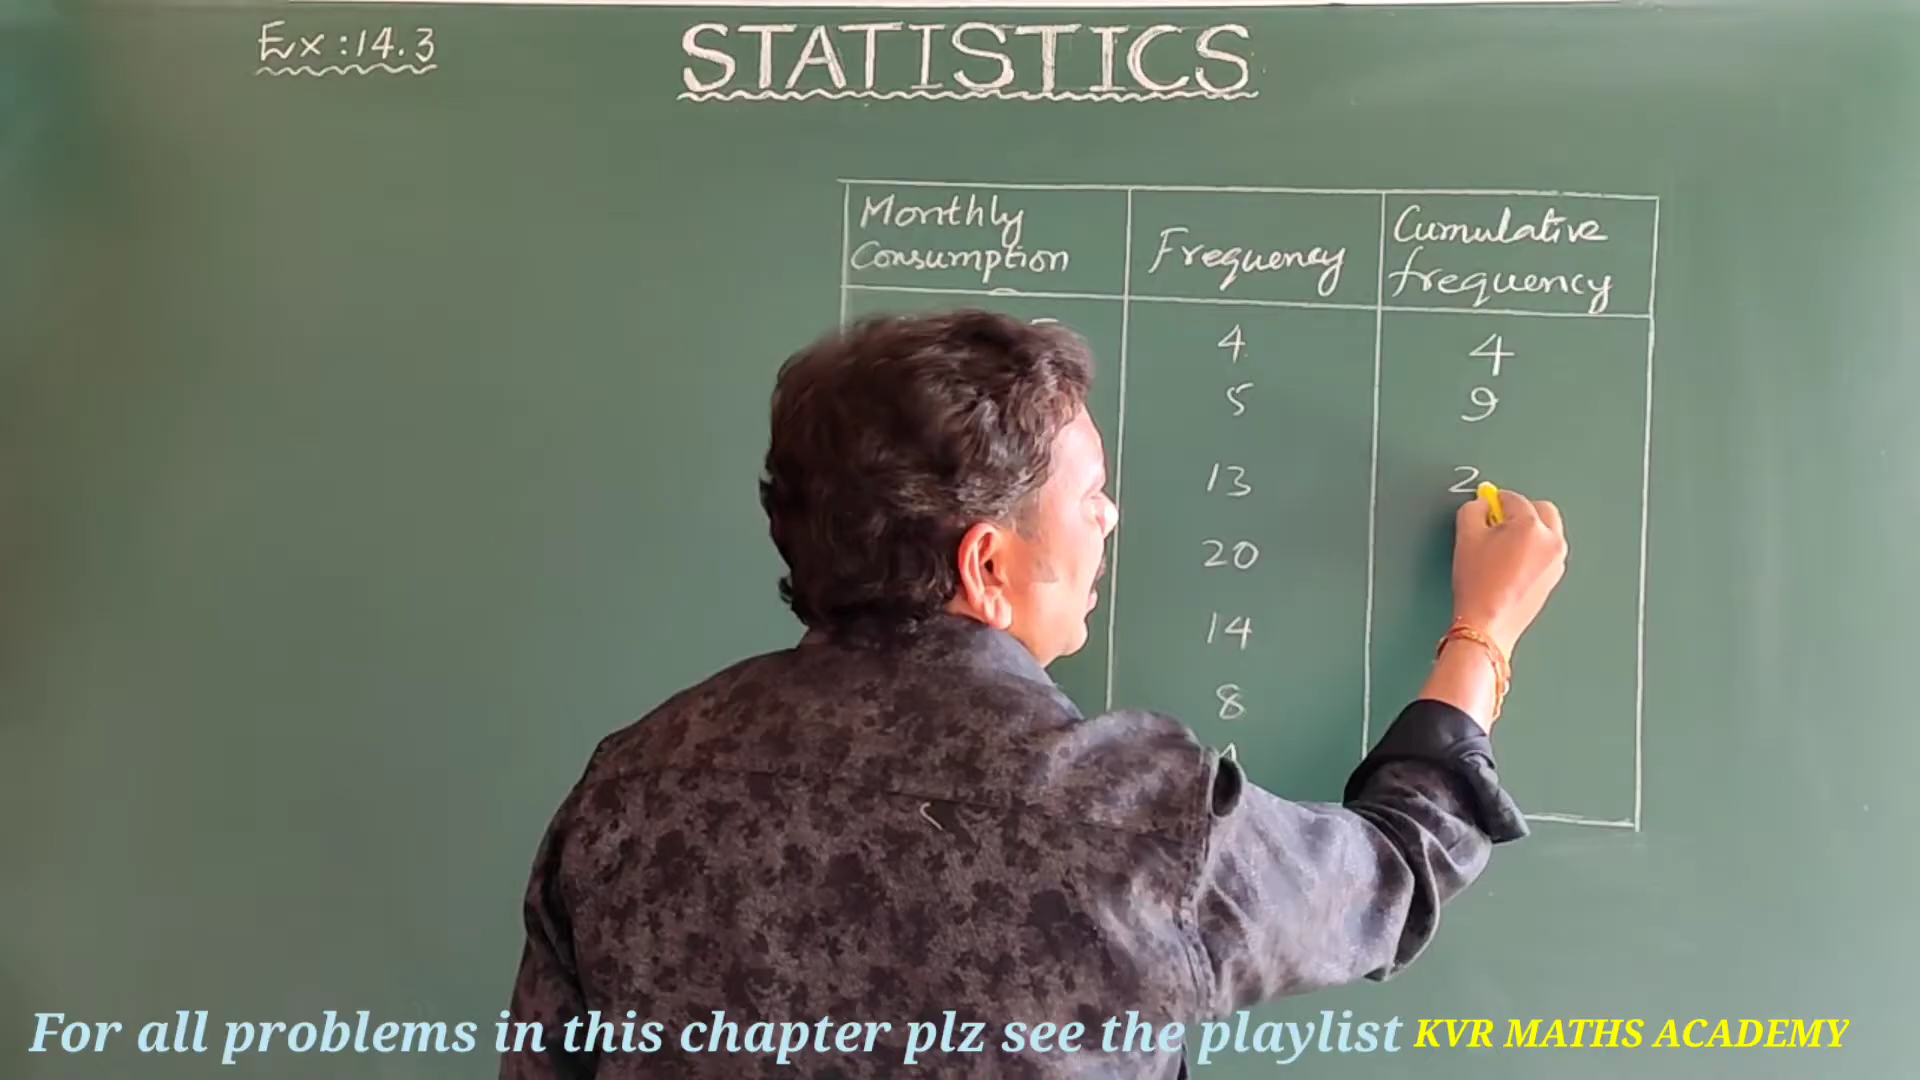 Ex : 14.3
STATISTICS
Monthly Consumption
Frequency
Cumulative frequency
4
4
5
9
13
2
20
14
8
For all problems in this chapter plz see the playlist KVR MATHS ACADEMY